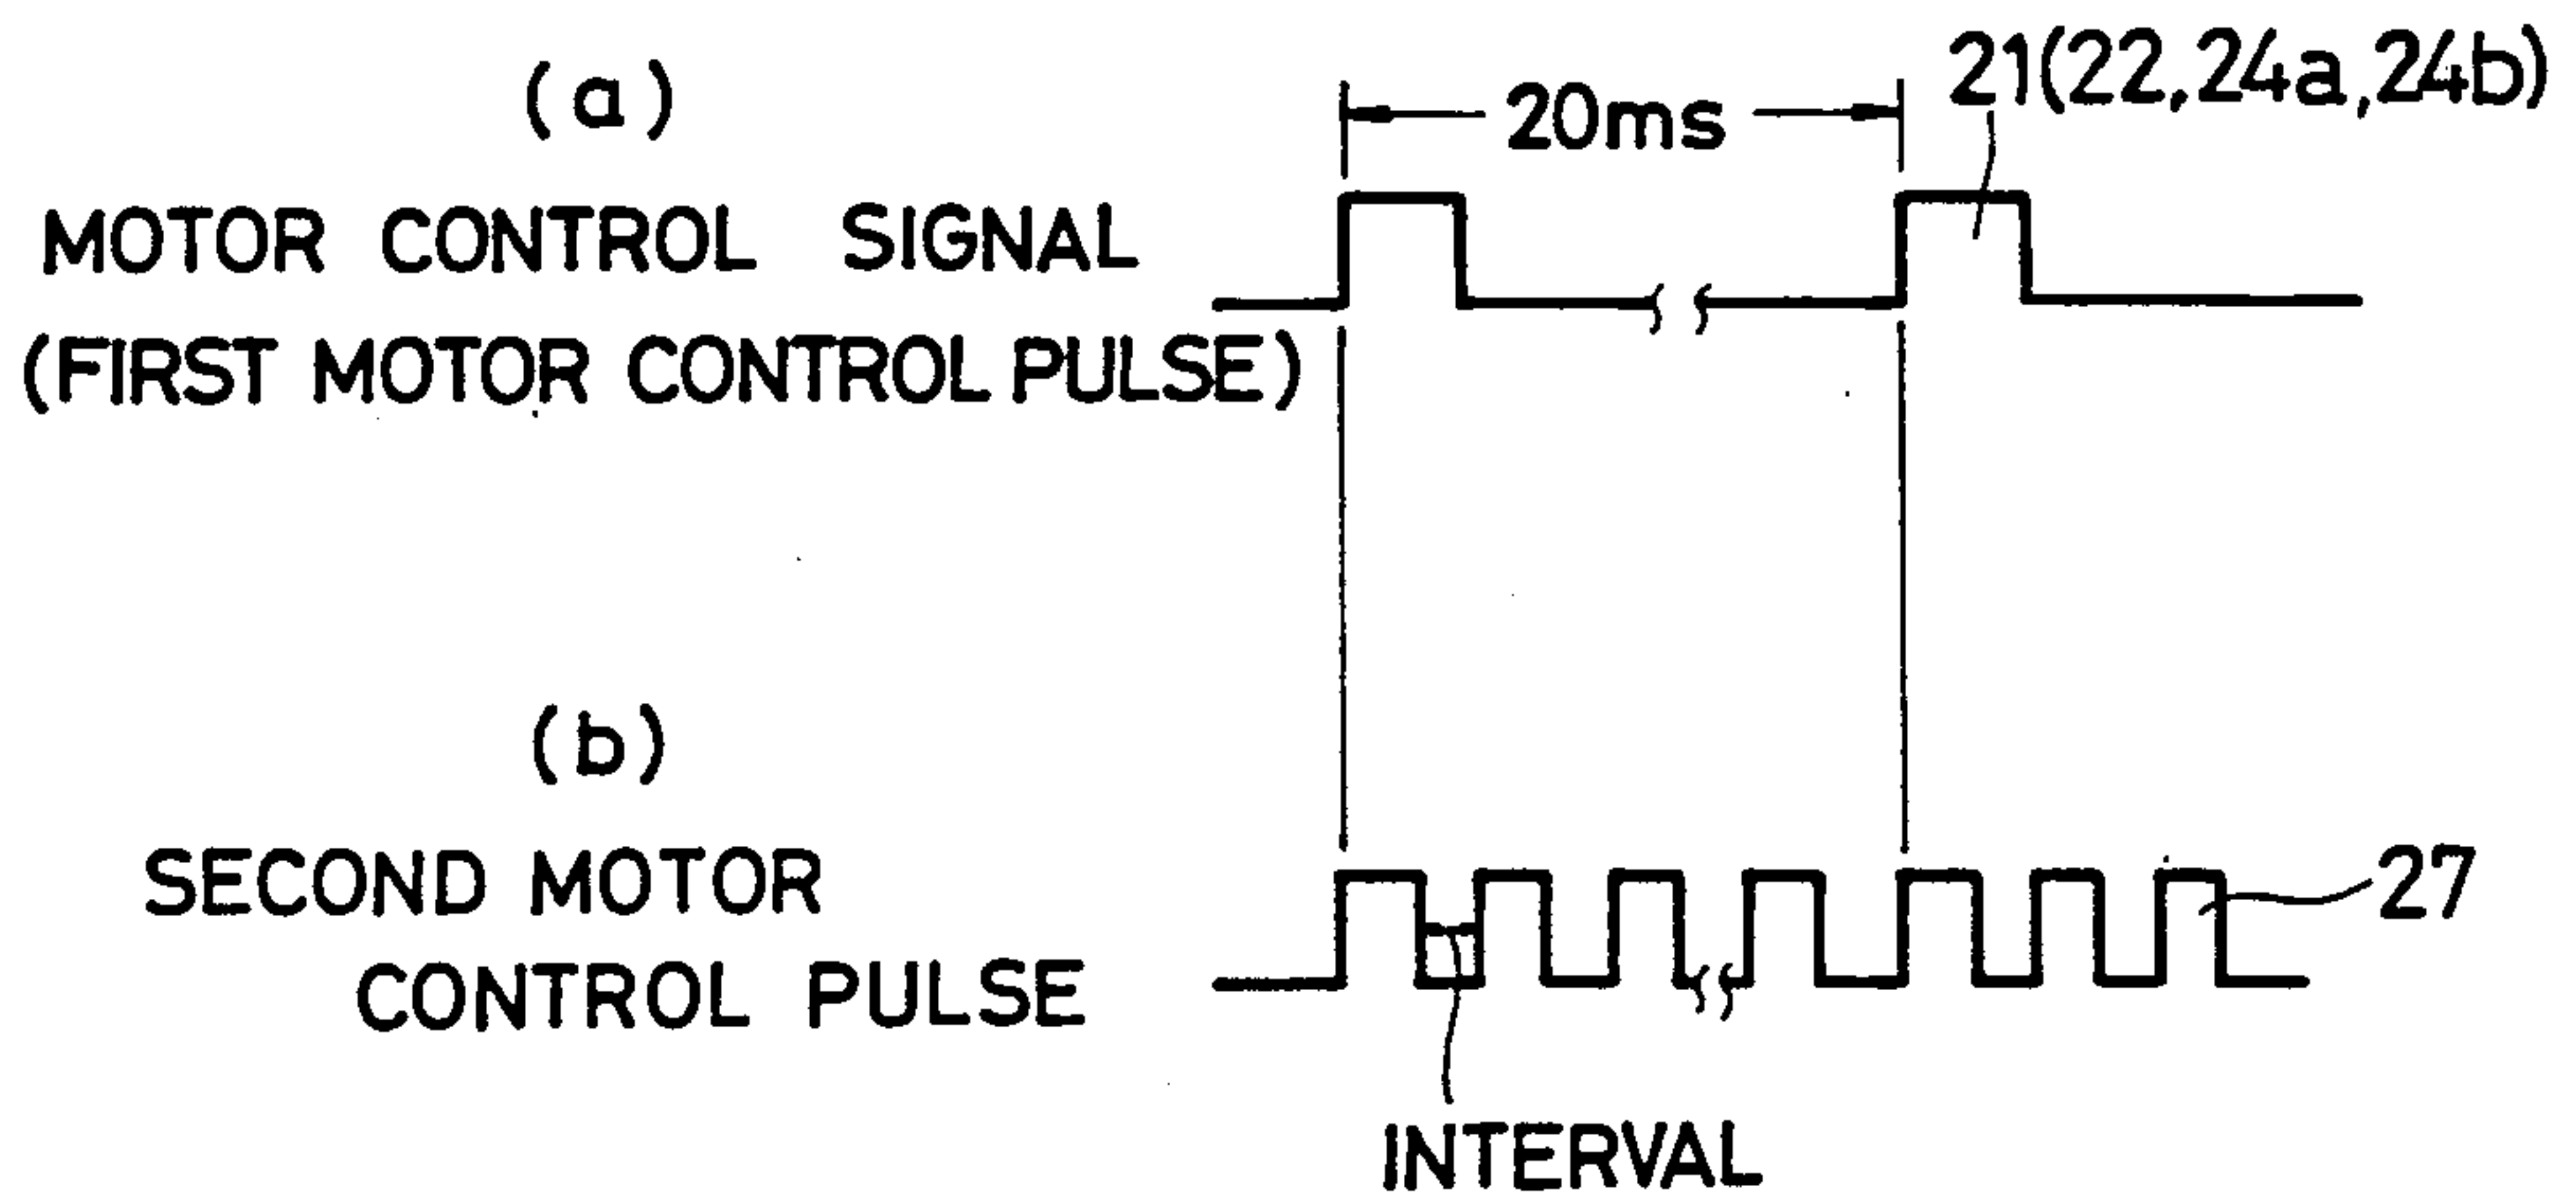 (a)
20ms
21(22,24a,24b)
MOTOR CONTROL SIGNAL
(FIRST MOTOR CONTROL PULSE)
(b)
SECOND MOTOR
CONTROL PULSE
27
INTERVAL